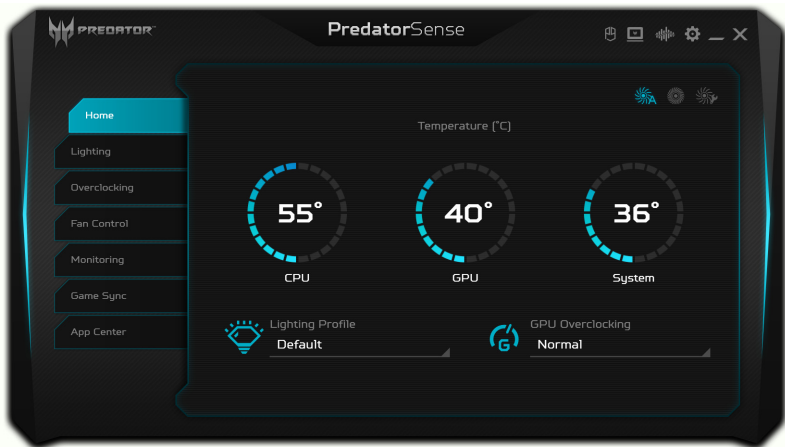 PREDATOR
PredatorSense
Home
Lighting
Overclocking
Fan Control
Monitoring
Game Sync
App Center
Temperature (°C)
55° 40° 36°
CPU GPU System
Lighting Profile
Default
GPU Overclocking
Normal